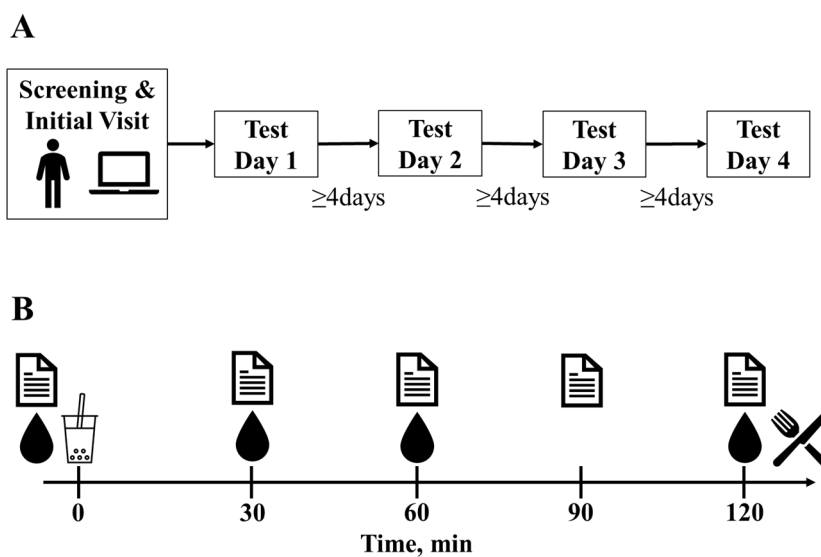 A
Screening &
Initial Visit
Test
Day 1
Test
Day 2
Test
Day 3
Test
Day 4
≥4days
≥4days
≥4days
B
0
30
60
90
120
Time, min